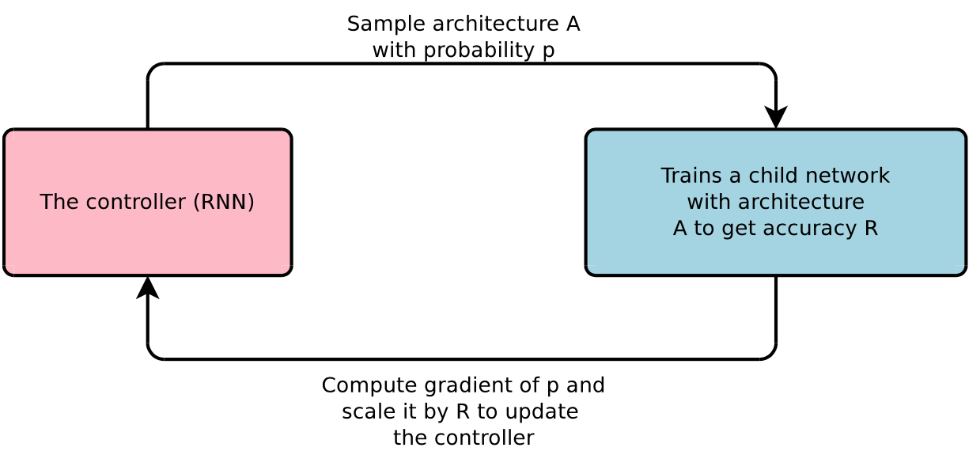 Sample architecture A
with probability p
The controller (RNN)
Trains a child network
with architecture
A to get accuracy R
Compute gradient of p and
scale it by R to update
the controller